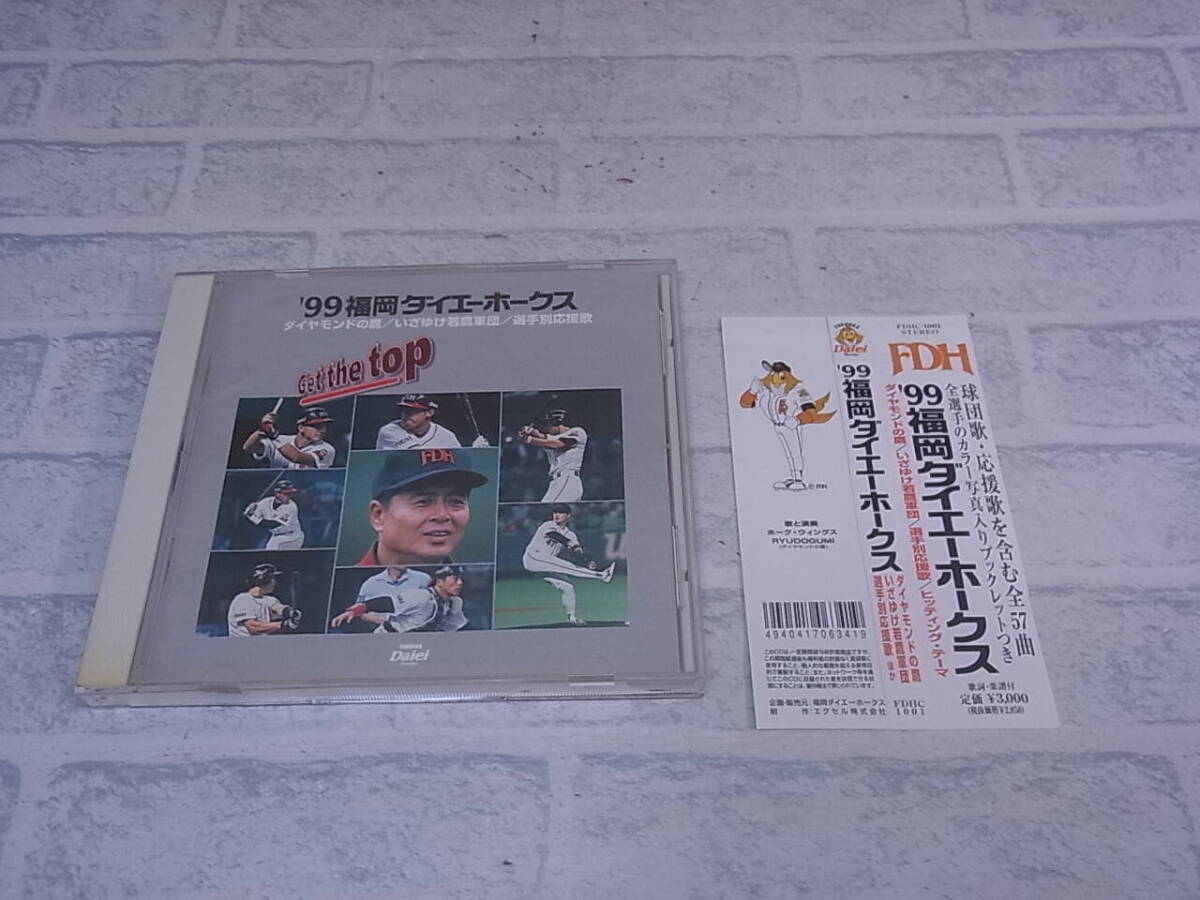 '99福岡ダイエーホークス
ダイヤモンドの鷹／いざゆけ若鷹軍団／選手別応援歌
Get the top
FDH
Daiei
Daiei
©FDH
歌と演奏
ホーク・ウィングス
RYUDOGUMI
(ダイヤモンドの鷹)
4940417063419
企画・販売元：福岡ダイエーホークス
制　作：エクセル株式会社
'99福岡ダイエーホークス
ダイヤモンドの鷹
いざゆけ若鷹軍団
選手別応援歌 ほか
FDHC
1001
FDHC-1001
STEREO
FDH
球団歌・応援歌を含む全57曲
全選手のカラー写真入りブックレットつき
'99福岡ダイエーホークス
ダイヤモンドの鷹／いざゆけ若鷹軍団／選手別応援歌／ヒッティング・テーマ
歌詞・楽譜付
定価 ¥3,000